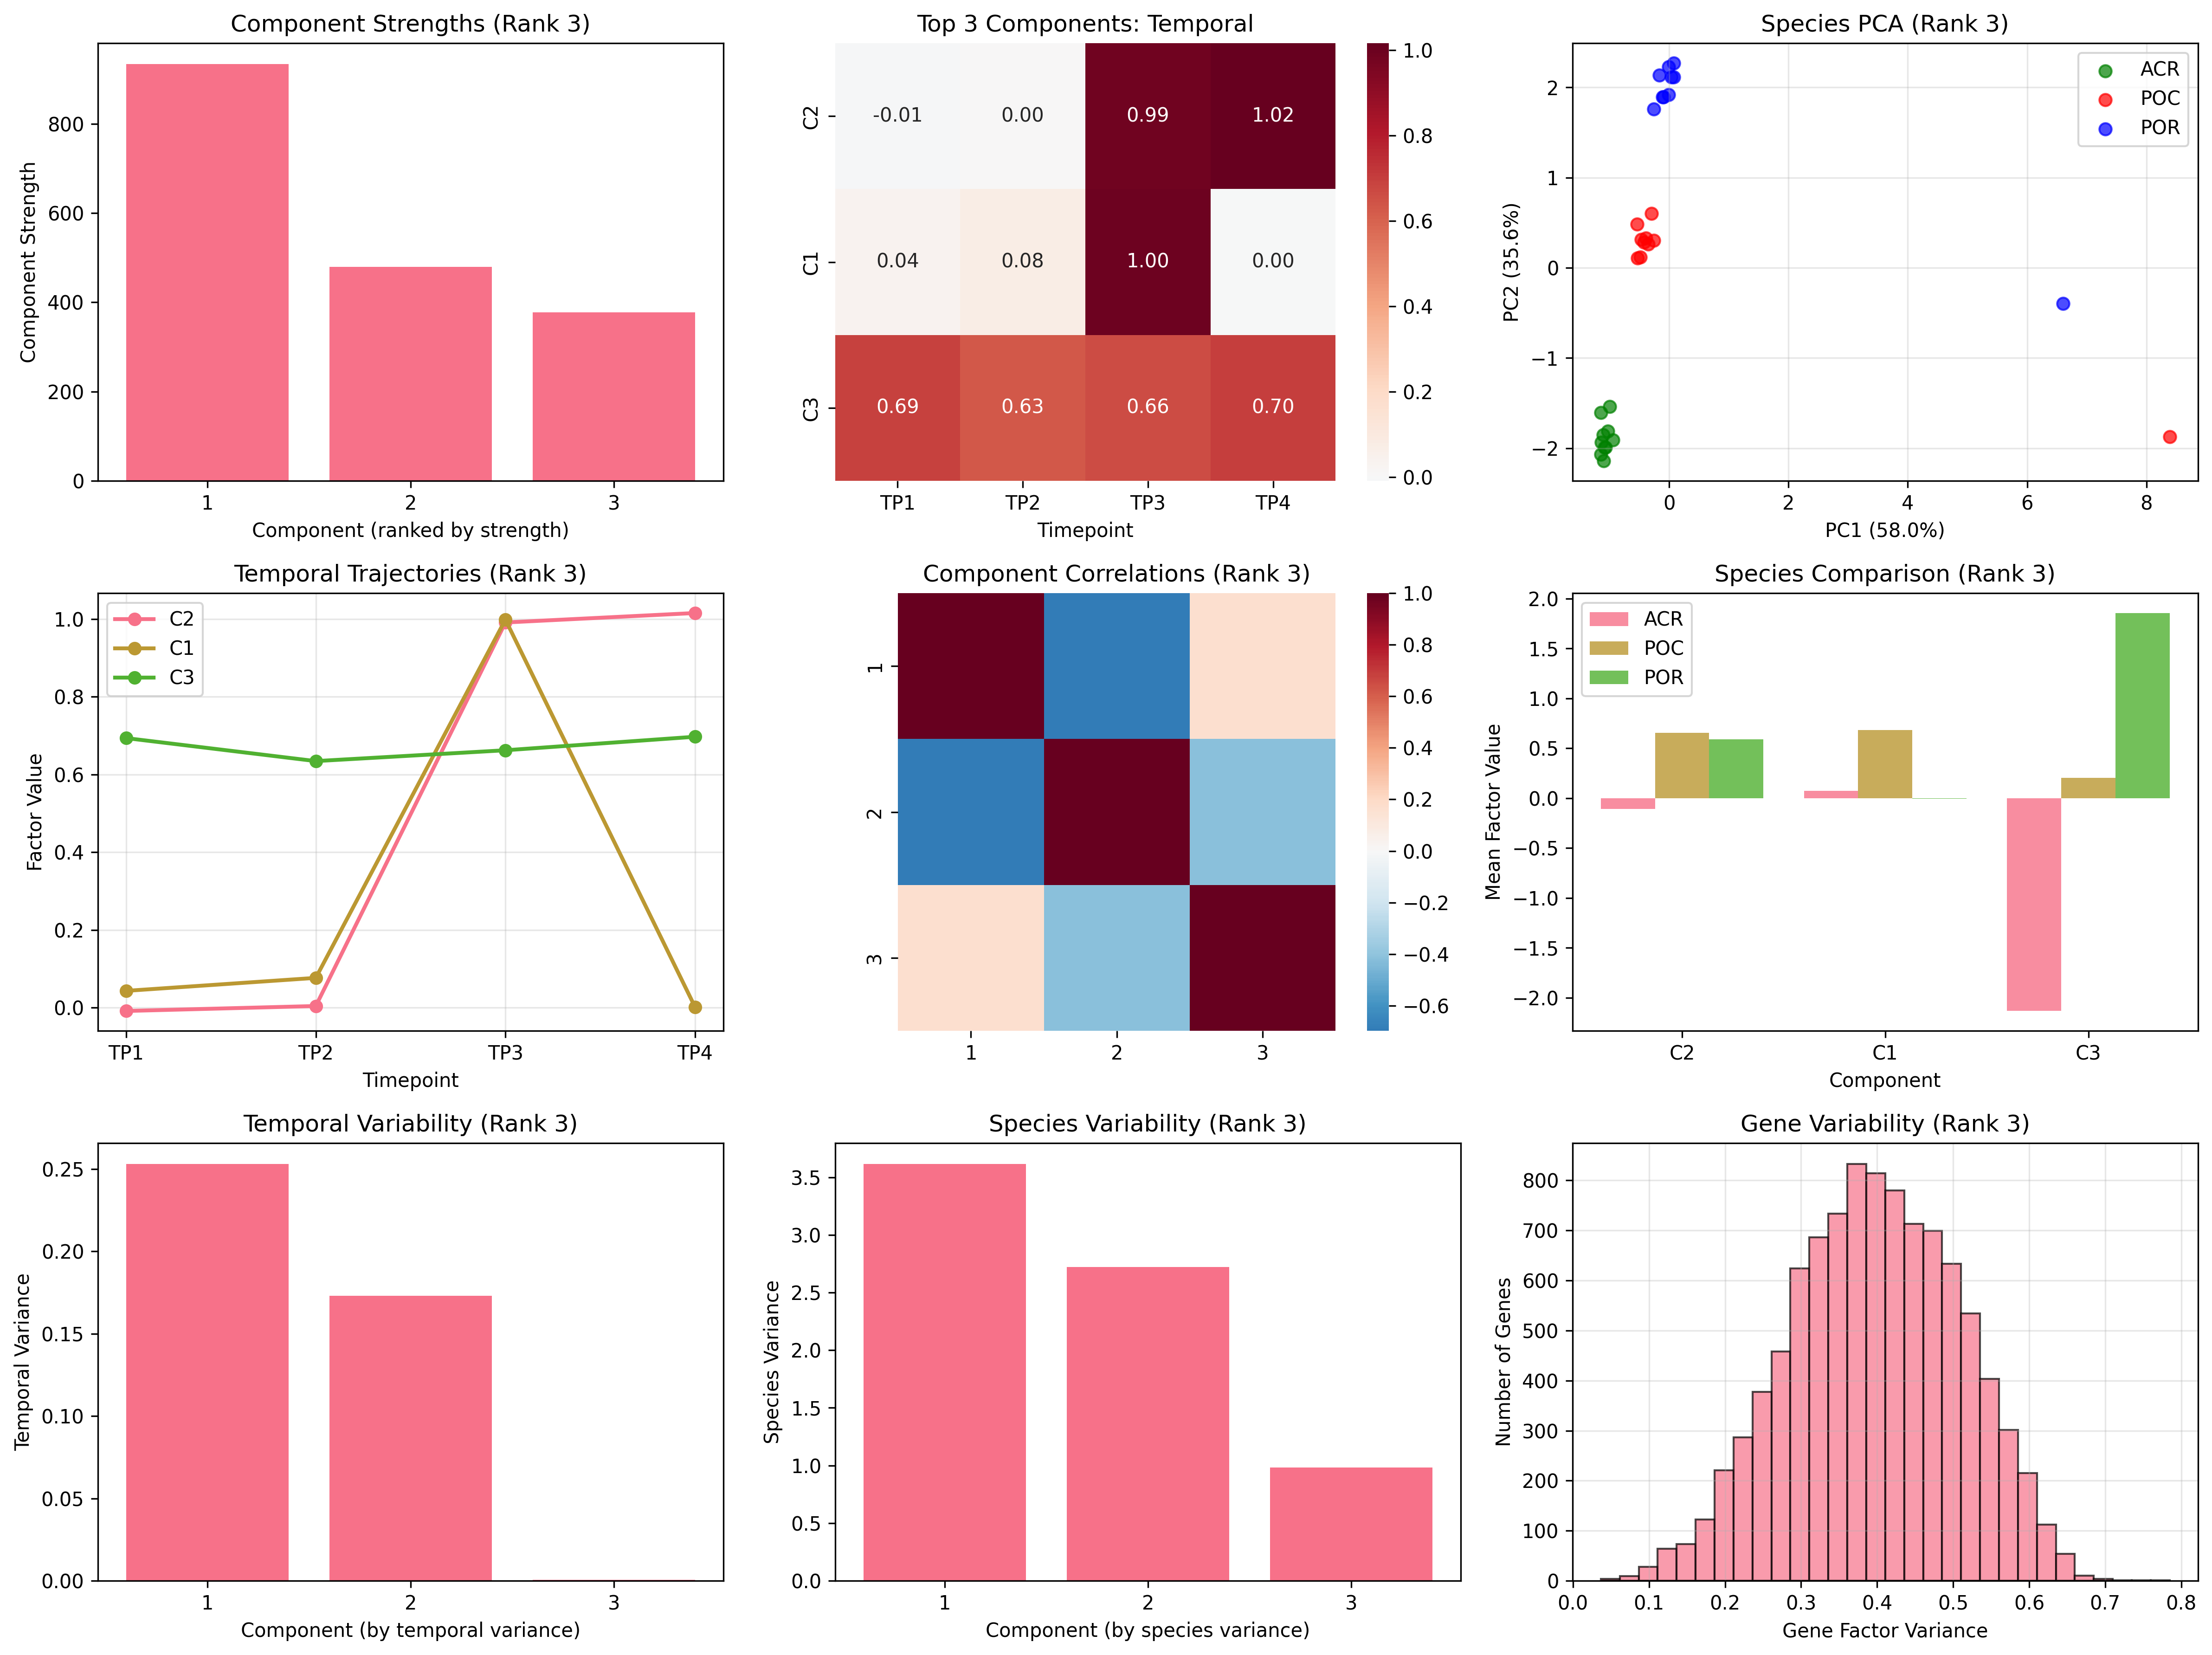 Component Strengths (Rank 3)
Component Strength
800
600
400
200
0
1 2 3
Component (ranked by strength)
Top 3 Components: Temporal
C2
C1
C3
-0.01 0.00 0.99 1.02
0.04 0.08 1.00 0.00
0.69 0.63 0.66 0.70
TP1 TP2 TP3 TP4
Timepoint
1.0
0.8
0.6
0.4
0.2
0.0
Species PCA (Rank 3)
PC2 (35.6%)
2
1
0
−1
−2
ACR
POC
POR
0 2 4 6 8
PC1 (58.0%)
Temporal Trajectories (Rank 3)
Factor Value
1.0
0.8
0.6
0.4
0.2
0.0
C2
C1
C3
TP1 TP2 TP3 TP4
Timepoint
Component Correlations (Rank 3)
1
2
3
1 2 3
1.0
0.8
0.6
0.4
0.2
0.0
−0.2
−0.4
−0.6
Species Comparison (Rank 3)
Mean Factor Value
2.0
1.5
1.0
0.5
0.0
−0.5
−1.0
−1.5
−2.0
ACR
POC
POR
C2 C1 C3
Component
Temporal Variability (Rank 3)
Temporal Variance
0.25
0.20
0.15
0.10
0.05
0.00
1 2 3
Component (by temporal variance)
Species Variability (Rank 3)
Species Variance
3.5
3.0
2.5
2.0
1.5
1.0
0.5
0.0
1 2 3
Component (by species variance)
Gene Variability (Rank 3)
Number of Genes
800
700
600
500
400
300
200
100
0
0.0 0.1 0.2 0.3 0.4 0.5 0.6 0.7 0.8
Gene Factor Variance